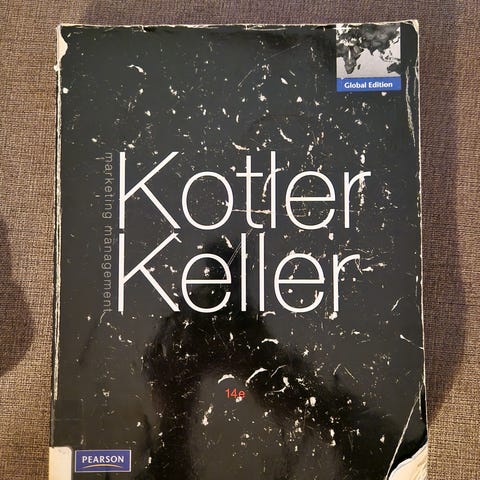 Global Edition
marketing management
Kotler
Keller
14e
PEARSON